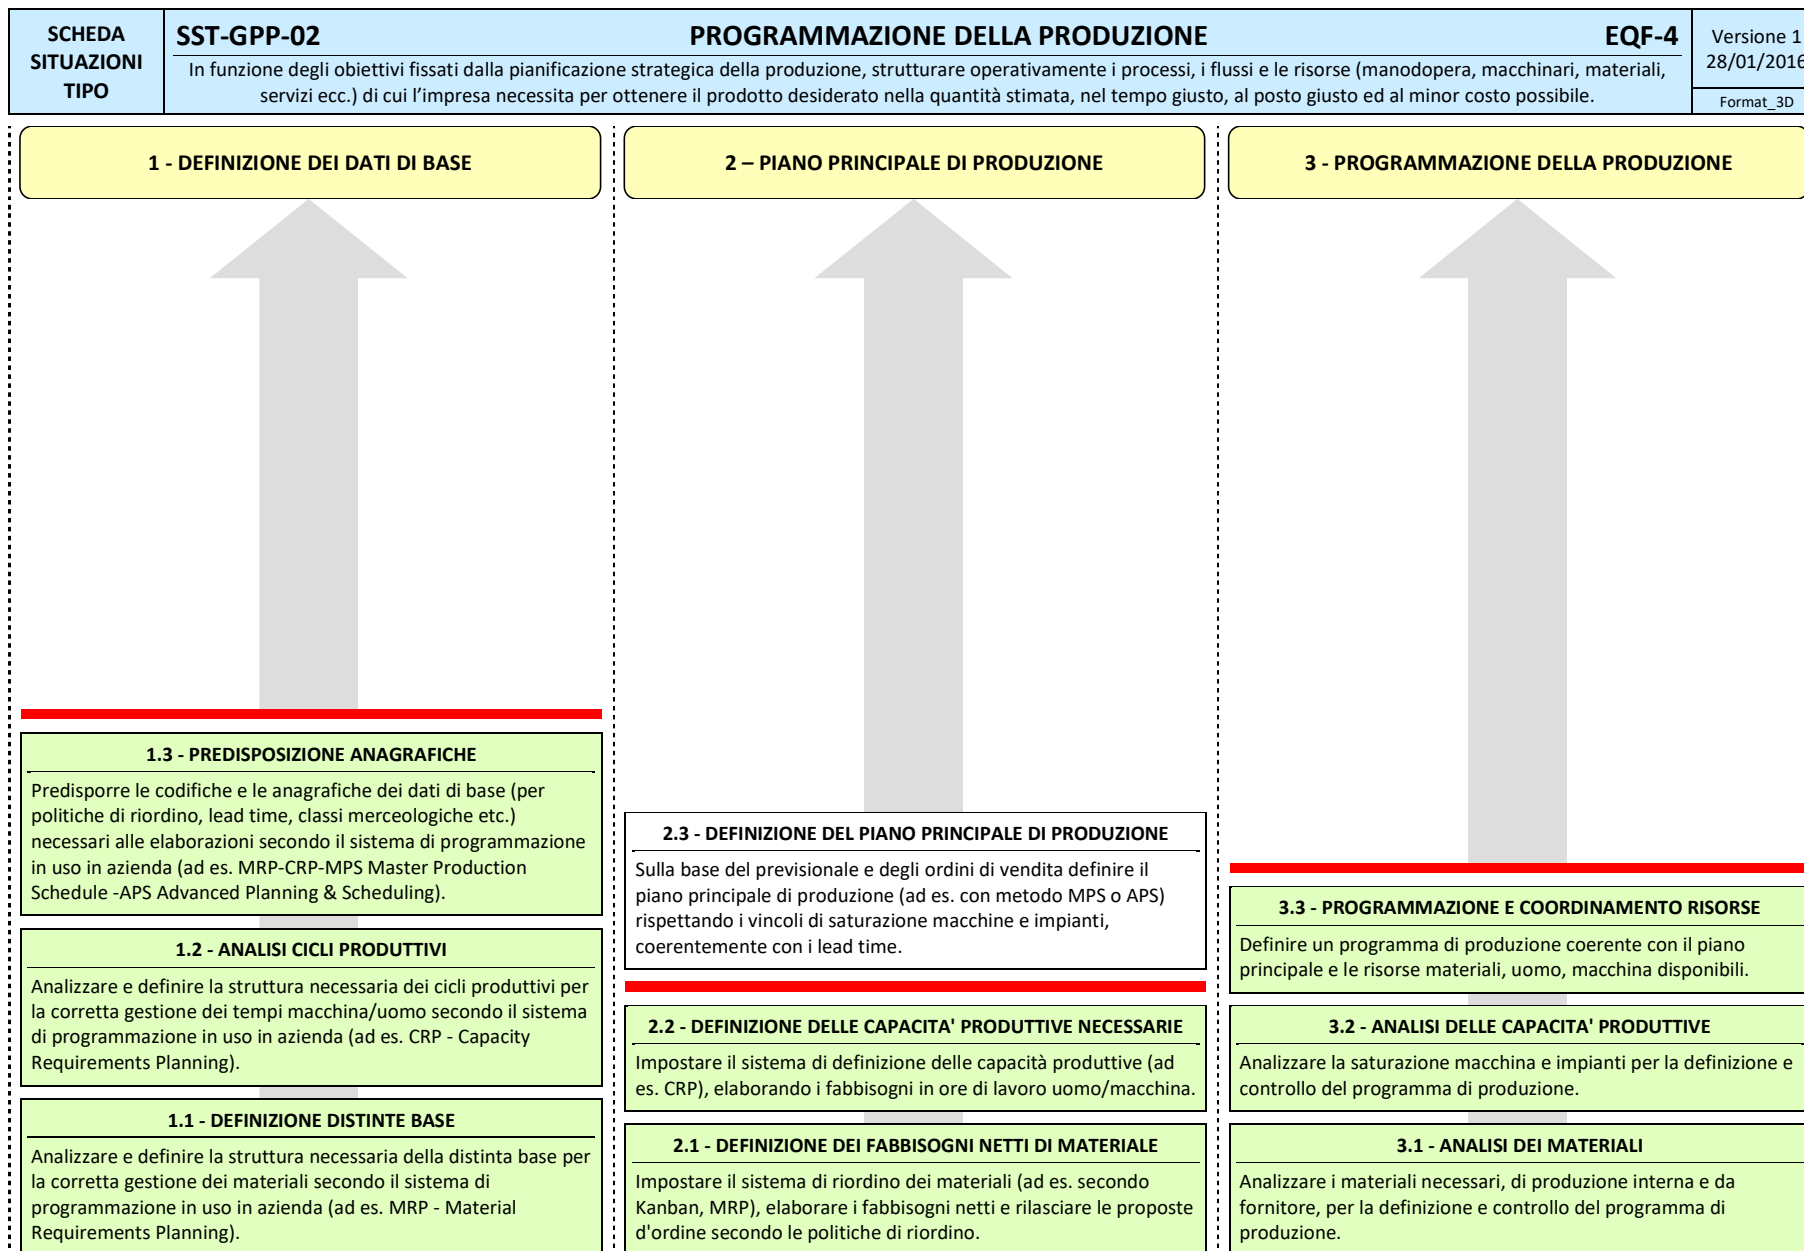 SCHEDA
SITUAZIONI
TIPO
SST-GPP-02 PROGRAMMAZIONE DELLA PRODUZIONE EQF-4
In funzione degli obiettivi fissati dalla pianificazione strategica della produzione, strutturare operativamente i processi, i flussi e le risorse (manodopera, macchinari, materiali,
servizi ecc.) di cui l'impresa necessita per ottenere il prodotto desiderato nella quantità stimata, nel tempo giusto, al posto giusto ed al minor costo possibile.
Versione 1
28/01/2016
Format_3D
1 - DEFINIZIONE DEI DATI DI BASE
1.3 - PREDISPOSIZIONE ANAGRAFICHE
Predisporre le codifiche e le anagrafiche dei dati di base (per
politiche di riordino, lead time, classi merceologiche etc.)
necessari alle elaborazioni secondo il sistema di programmazione
in uso in azienda (ad es. MRP-CRP-MPS Master Production
Schedule -APS Advanced Planning & Scheduling).
1.2 - ANALISI CICLI PRODUTTIVI
Analizzare e definire la struttura necessaria dei cicli produttivi per
la corretta gestione dei tempi macchina/uomo secondo il sistema
di programmazione in uso in azienda (ad es. CRP - Capacity
Requirements Planning).
1.1 - DEFINIZIONE DISTINTE BASE
Analizzare e definire la struttura necessaria della distinta base per
la corretta gestione dei materiali secondo il sistema di
programmazione in uso in azienda (ad es. MRP - Material
Requirements Planning).
2 – PIANO PRINCIPALE DI PRODUZIONE
2.3 - DEFINIZIONE DEL PIANO PRINCIPALE DI PRODUZIONE
Sulla base del previsionale e degli ordini di vendita definire il
piano principale di produzione (ad es. con metodo MPS o APS)
rispettando i vincoli di saturazione macchine e impianti,
coerentemente con i lead time.
2.2 - DEFINIZIONE DELLE CAPACITA' PRODUTTIVE NECESSARIE
Impostare il sistema di definizione delle capacità produttive (ad
es. CRP), elaborando i fabbisogni in ore di lavoro uomo/macchina.
2.1 - DEFINIZIONE DEI FABBISOGNI NETTI DI MATERIALE
Impostare il sistema di riordino dei materiali (ad es. secondo
Kanban, MRP), elaborare i fabbisogni netti e rilasciare le proposte
d'ordine secondo le politiche di riordino.
3 - PROGRAMMAZIONE DELLA PRODUZIONE
3.3 - PROGRAMMAZIONE E COORDINAMENTO RISORSE
Definire un programma di produzione coerente con il piano
principale e le risorse materiali, uomo, macchina disponibili.
3.2 - ANALISI DELLE CAPACITA' PRODUTTIVE
Analizzare la saturazione macchina e impianti per la definizione e
controllo del programma di produzione.
3.1 - ANALISI DEI MATERIALI
Analizzare i materiali necessari, di produzione interna e da
fornitore, per la definizione e controllo del programma di
produzione.